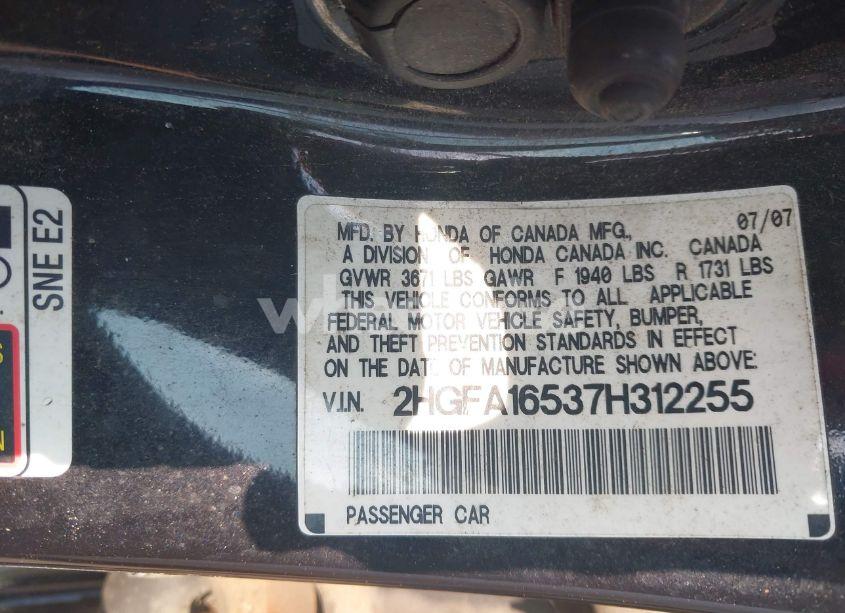 07/07
MFD. BY HONDA OF CANADA MFG.,
A DIVISION OF HONDA CANADA INC. CANADA
GVWR 3671 LBS GAWR F 1940 LBS R 1731 LBS
THIS VEHICLE CONFORMS TO ALL APPLICABLE
FEDERAL MOTOR VEHICLE SAFETY, BUMPER,
AND THEFT PREVENTION STANDARDS IN EFFECT
ON THE DATE OF MANUFACTURE SHOWN ABOVE:
V.I.N. 2HGFA16537H312255
PASSENGER CAR
SNE E2